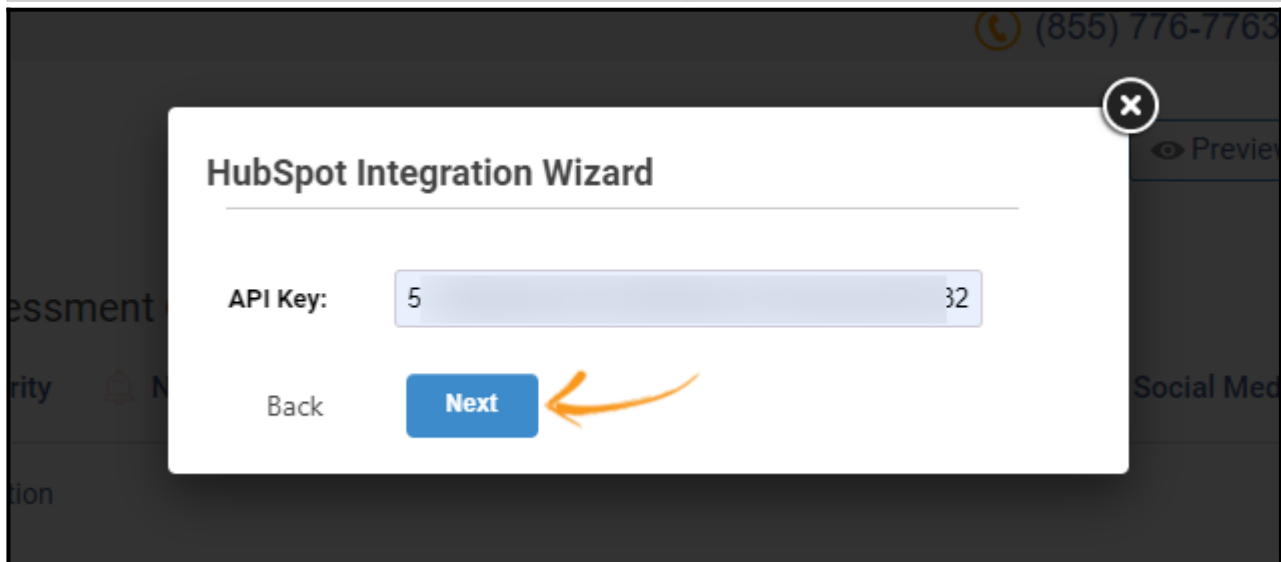 (855) 776-7763
Preview
HubSpot Integration Wizard
API Key: 5 32
essment
rity N Social Med
Back Next
tion